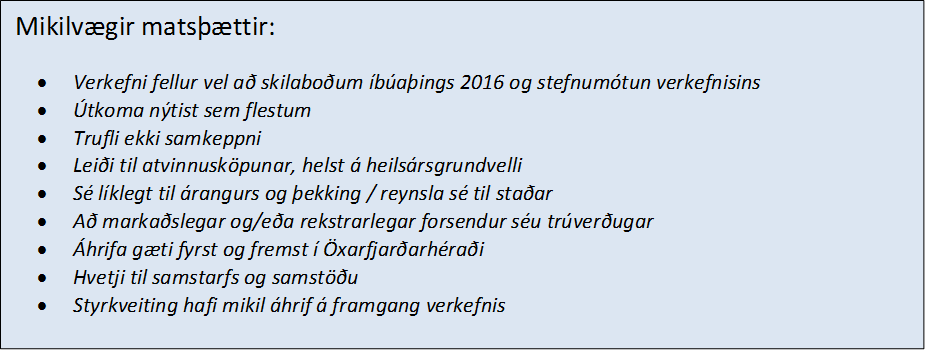 Mikilvægir matsþættir:
• Verkefni fellur vel að skilaboðum íbúaþings 2016 og stefnumótun verkefnisins
• Útkoma nýtist sem flestum
• Trufli ekki samkeppni
• Leiði til atvinnusköpunar, helst á heilsársgrundvelli
• Sé líklegt til árangurs og þekking / reynsla sé til staðar
• Að markaðslegar og/eða rekstrarlegar forsendur séu trúverðugar
• Áhrifa gæti fyrst og fremst í Öxarfjarðarhéraði
• Hvetji til samstarfs og samstöðu
• Styrkveiting hafi mikil áhrif á framgang verkefnis